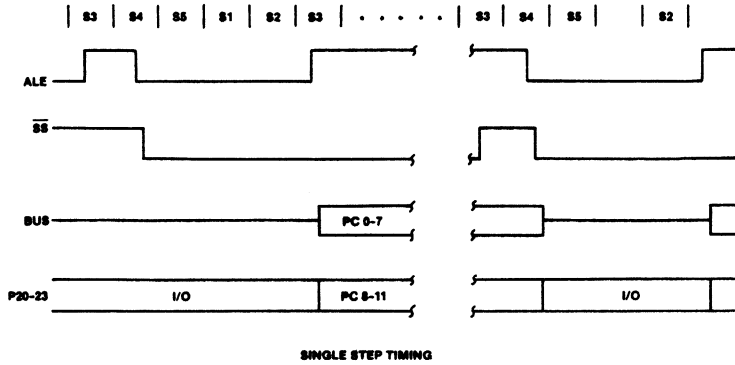 S3 S4 S5 S1 S2 S3 . . . . . S3 S4 S5 S2
ALE
SS
BUS PC 0-7
P20-23 I/O PC 8-11 I/O
SINGLE STEP TIMING